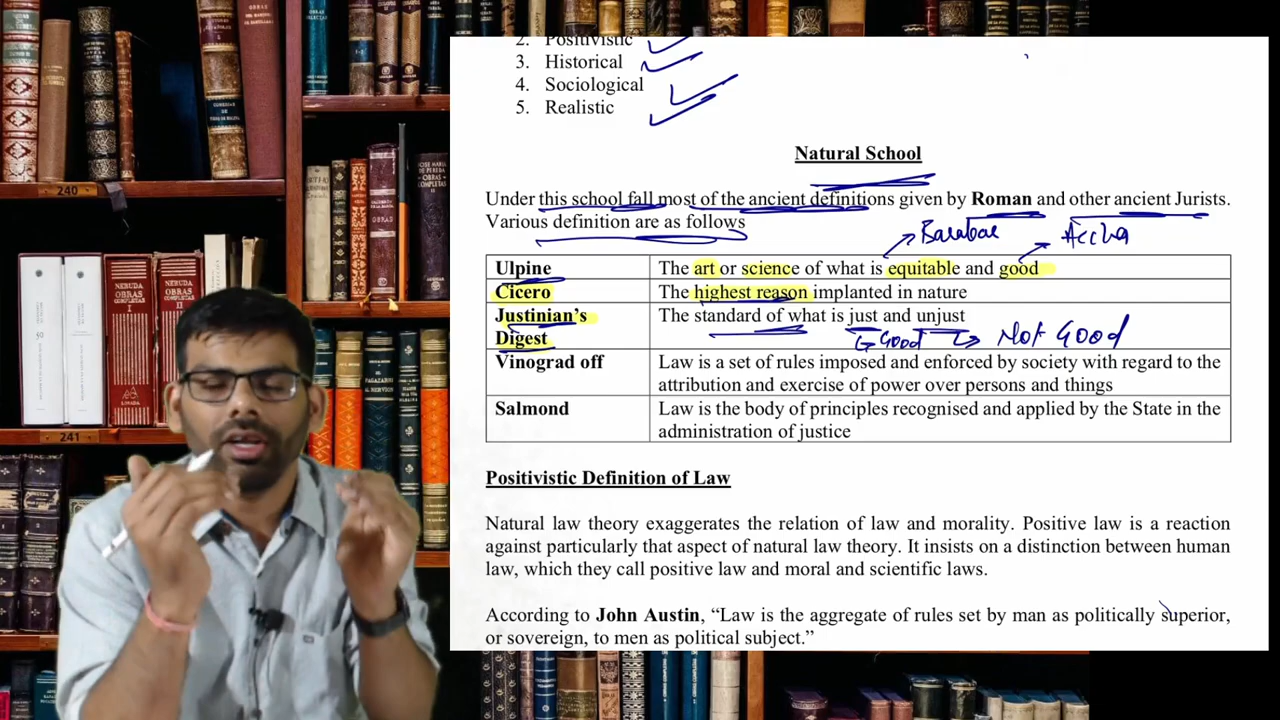 2. Positivistic
3. Historical
4. Sociological
5. Realistic
Natural School
Under this school fall most of the ancient definitions given by Roman and other ancient Jurists.
Various definition are as follows
Barabar
Accha
Ulpine The art or science of what is equitable and good
Cicero The highest reason implanted in nature
Justinian's The standard of what is just and unjust
Digest
Good Not Good
Vinograd off Law is a set of rules imposed and enforced by society with regard to the
attribution and exercise of power over persons and things
Salmond Law is the body of principles recognised and applied by the State in the
administration of justice
Positivistic Definition of Law
Natural law theory exaggerates the relation of law and morality. Positive law is a reaction
against particularly that aspect of natural law theory. It insists on a distinction between human
law, which they call positive law and moral and scientific laws.
According to John Austin, “Law is the aggregate of rules set by man as politically superior,
or sovereign, to men as political subject.”
240
241
NERUDA
OBRAS
COMPLETAS
I
NERUDA
OBRAS
COMPLETAS
II